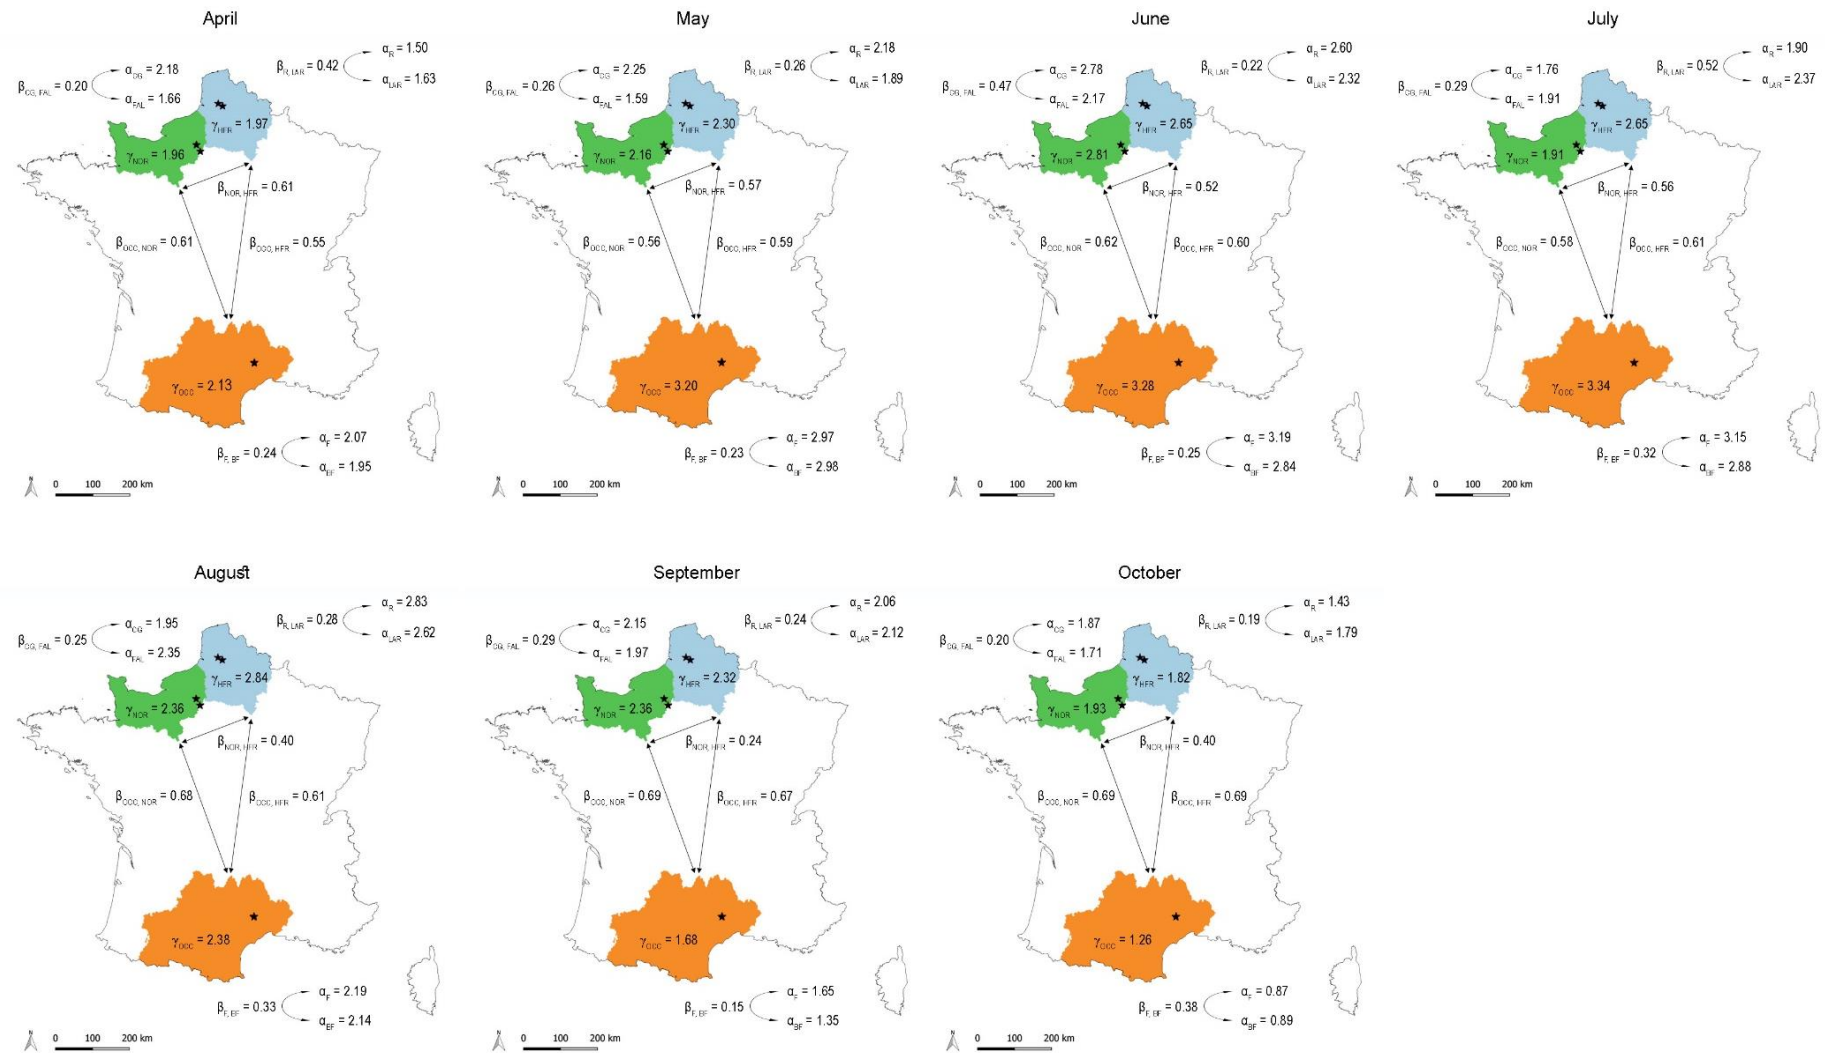 April
α_R = 1.50
β_R, LAR = 0.42
α_LAR = 1.63
α_CG = 2.18
β_CG, FAL = 0.20
α_FAL = 1.66
γ_HFR = 1.97
γ_NOR = 1.96
β_NOR, HFR = 0.61
β_OCC, NOR = 0.61
β_OCC, HFR = 0.55
γ_OCC = 2.13
α_F = 2.07
β_F, BF = 0.24
α_BF = 1.95
N
0 100 200 km
May
α_R = 2.18
β_R, LAR = 0.26
α_LAR = 1.89
α_CG = 2.25
β_CG, FAL = 0.26
α_FAL = 1.59
γ_HFR = 2.30
γ_NOR = 2.16
β_NOR, HFR = 0.57
β_OCC, NOR = 0.56
β_OCC, HFR = 0.59
γ_OCC = 3.20
α_F = 2.97
β_F, BF = 0.23
α_BF = 2.98
N
0 100 200 km
June
α_R = 2.60
β_R, LAR = 0.22
α_LAR = 2.32
α_CG = 2.78
β_CG, FAL = 0.47
α_FAL = 2.17
γ_HFR = 2.65
γ_NOR = 2.81
β_NOR, HFR = 0.52
β_OCC, NOR = 0.62
β_OCC, HFR = 0.60
γ_OCC = 3.28
α_F = 3.19
β_F, BF = 0.25
α_BF = 2.84
N
0 100 200 km
July
α_R = 1.90
β_R, LAR = 0.52
α_LAR = 2.37
α_CG = 1.76
β_CG, FAL = 0.29
α_FAL = 1.91
γ_HFR = 2.65
γ_NOR = 1.91
β_NOR, HFR = 0.56
β_OCC, NOR = 0.58
β_OCC, HFR = 0.61
γ_OCC = 3.34
α_F = 3.15
β_F, BF = 0.32
α_BF = 2.88
N
0 100 200 km
August
α_R = 2.83
β_R, LAR = 0.28
α_LAR = 2.62
α_CG = 1.95
β_CG, FAL = 0.25
α_FAL = 2.35
γ_HFR = 2.84
γ_NOR = 2.36
β_NOR, HFR = 0.40
β_OCC, NOR = 0.68
β_OCC, HFR = 0.61
γ_OCC = 2.38
α_F = 2.19
β_F, BF = 0.33
α_BF = 2.14
N
0 100 200 km
September
α_R = 2.06
β_R, LAR = 0.24
α_LAR = 2.12
α_CG = 2.15
β_CG, FAL = 0.29
α_FAL = 1.97
γ_HFR = 2.32
γ_NOR = 2.36
β_NOR, HFR = 0.24
β_OCC, NOR = 0.69
β_OCC, HFR = 0.67
γ_OCC = 1.68
α_F = 1.65
β_F, BF = 0.15
α_BF = 1.35
N
0 100 200 km
October
α_R = 1.43
β_R, LAR = 0.19
α_LAR = 1.79
α_CG = 1.87
β_CG, FAL = 0.20
α_FAL = 1.71
γ_HFR = 1.82
γ_NOR = 1.93
β_NOR, HFR = 0.40
β_OCC, NOR = 0.69
β_OCC, HFR = 0.69
γ_OCC = 1.26
α_F = 0.87
β_F, BF = 0.38
α_BF = 0.89
N
0 100 200 km